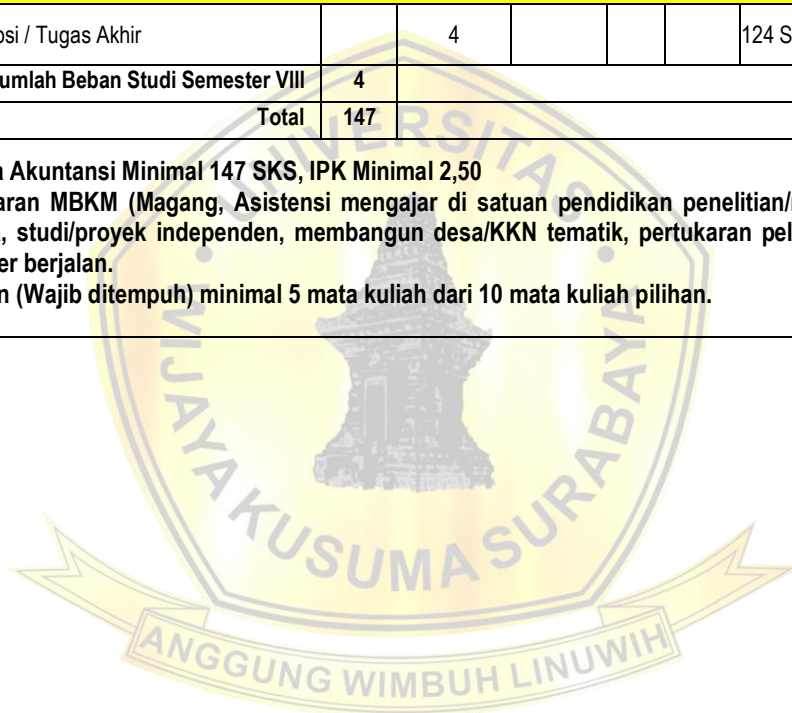 osi / Tugas Akhir 4 124 S
umlah Beban Studi Semester VIII 4
Total 147
a Akuntansi Minimal 147 SKS, IPK Minimal 2,50
aran MBKM (Magang, Asistensi mengajar di satuan pendidikan penelitian/
, studi/proyek independen, membangun desa/KKN tematik, pertukaran pel
er berjalan.
n (Wajib ditempuh) minimal 5 mata kuliah dari 10 mata kuliah pilihan.
UNIVERSITAS
WIJAYA KUSUMA SURABAYA
ANGGUNG WIMBUH LINUWIH